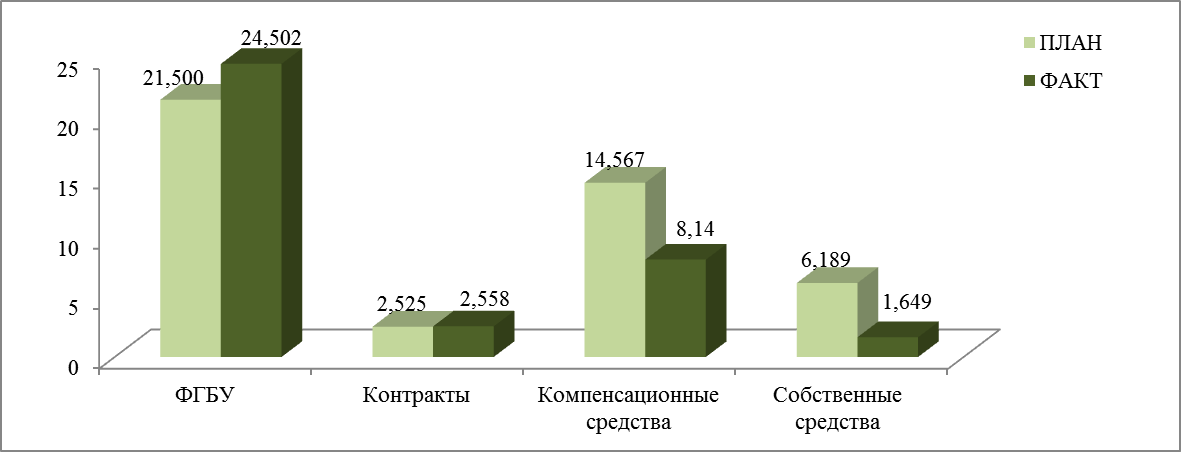 24,502
21,500
14,567
8,14
6,189
1,649
2,525
2,558
25
20
15
10
5
0
ФГБУ
Контракты
Компенсационные
средства
Собственные
средства
ПЛАН
ФАКТ